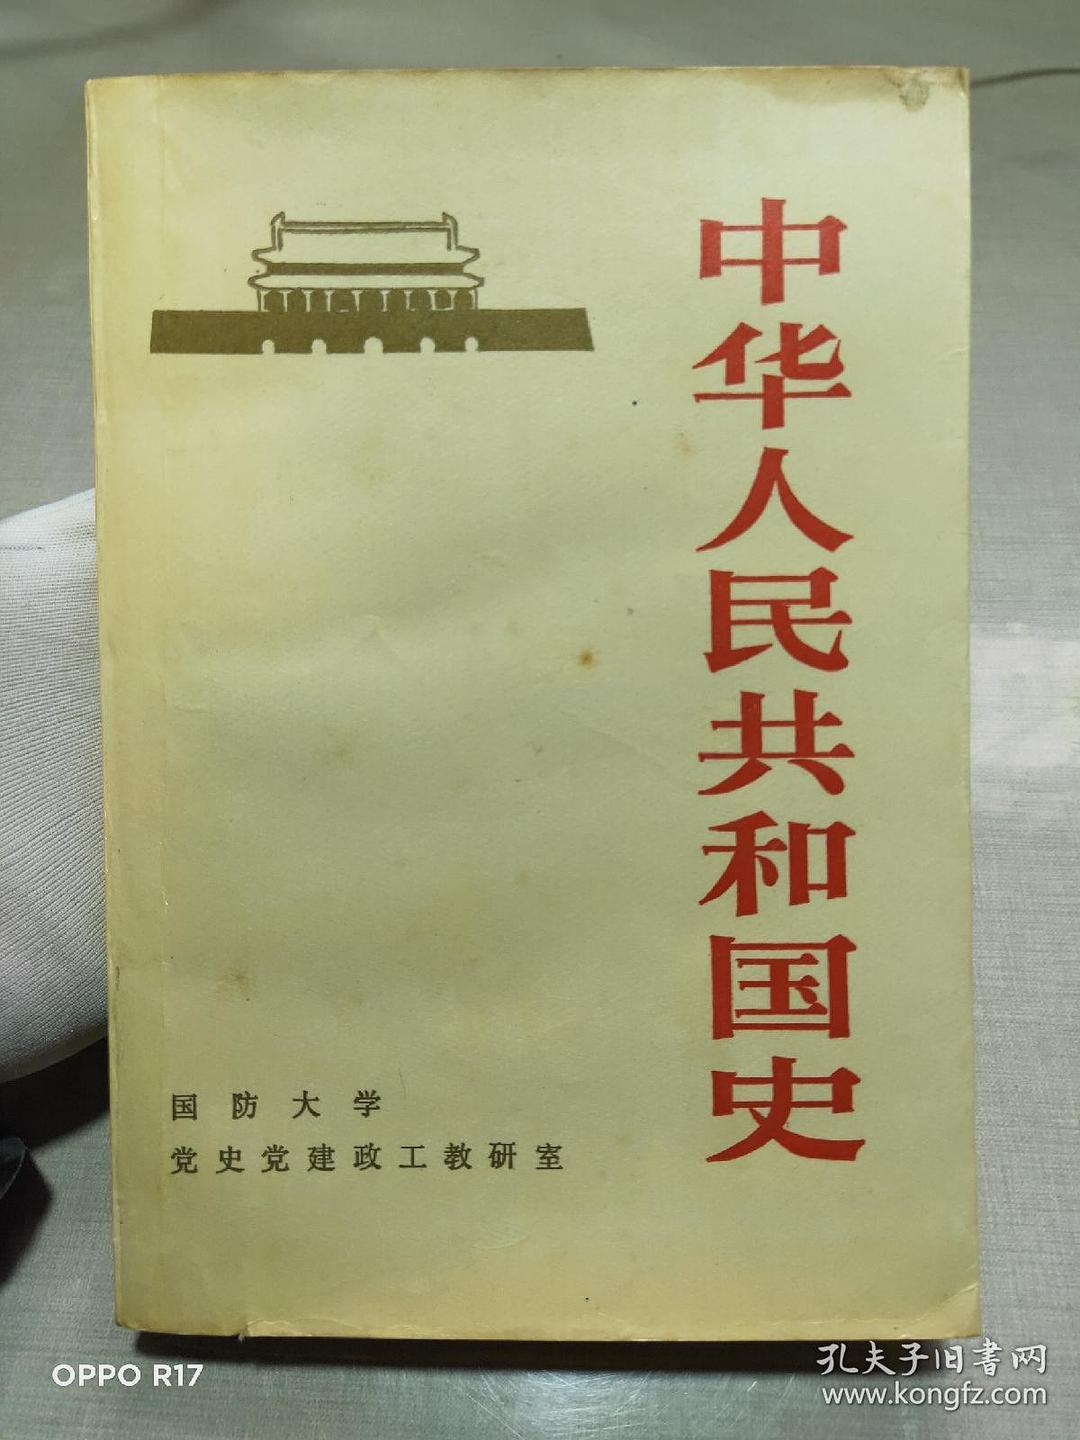 中华人民共和国史
国防大学
党史党建政工教研室
OPPO R17
孔夫子旧書网
www.kongfz.com